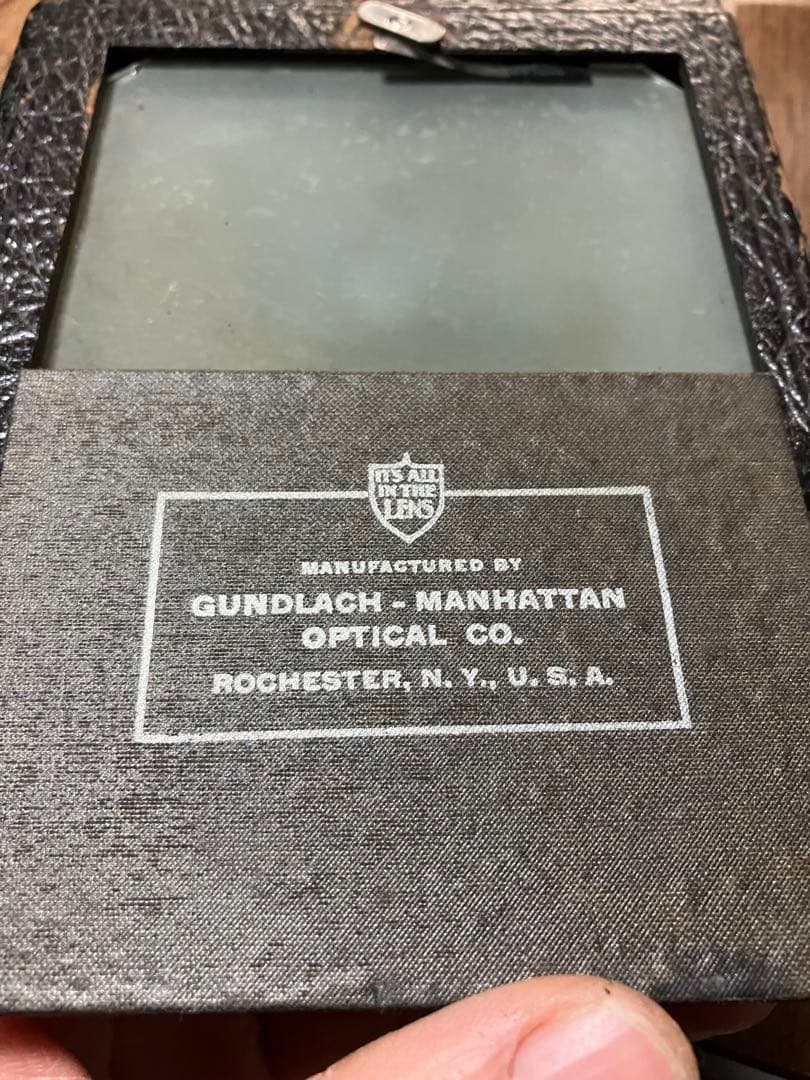 IT'S ALL
IN THE
LENS
MANUFACTURED BY
GUNDLACH - MANHATTAN
OPTICAL CO.
ROCHESTER, N. Y., U. S. A.